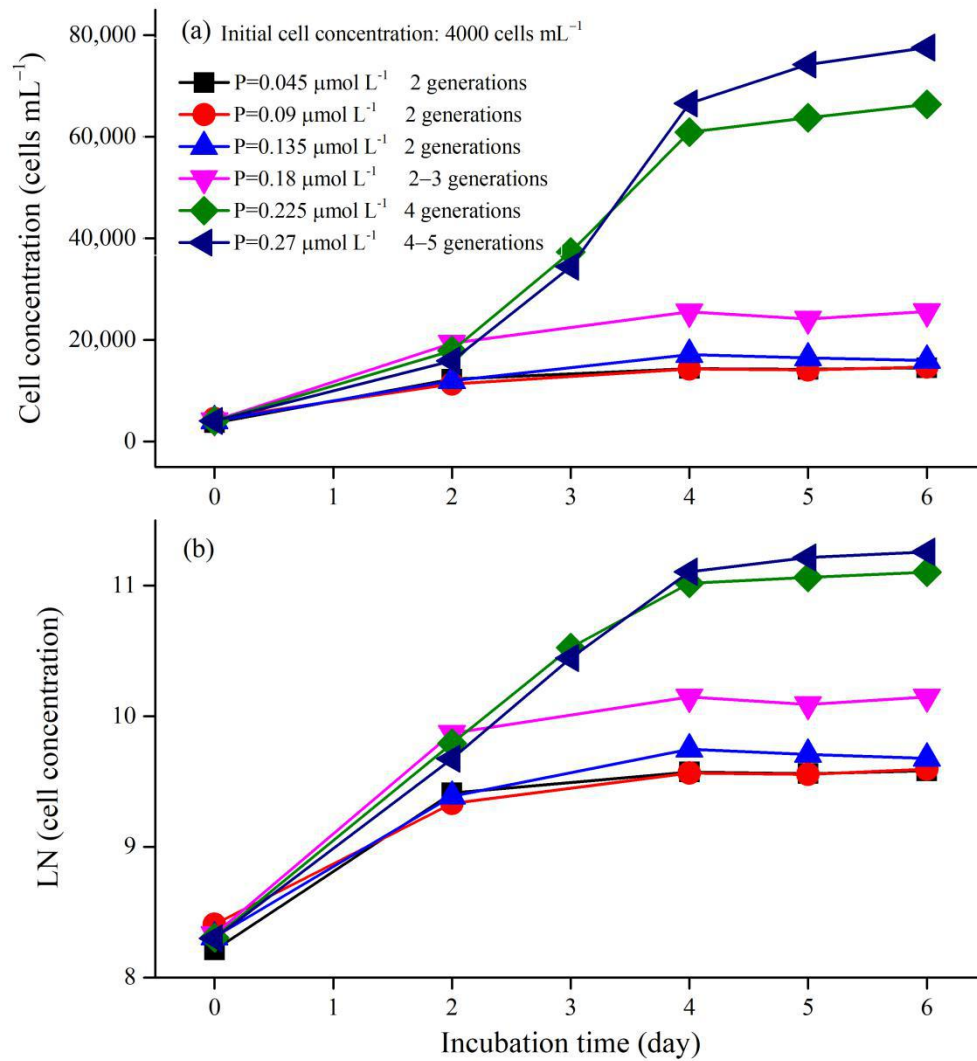 (a) Initial cell concentration: 4000 cells mL⁻¹
P=0.045 μmol L⁻¹ 2 generations
P=0.09 μmol L⁻¹ 2 generations
P=0.135 μmol L⁻¹ 2 generations
P=0.18 μmol L⁻¹ 2–3 generations
P=0.225 μmol L⁻¹ 4 generations
P=0.27 μmol L⁻¹ 4–5 generations
Cell concentration (cells mL⁻¹)
80,000
60,000
40,000
20,000
0
0 1 2 3 4 5 6
(b)
LN (cell concentration)
11
10
9
8
0 1 2 3 4 5 6
Incubation time (day)